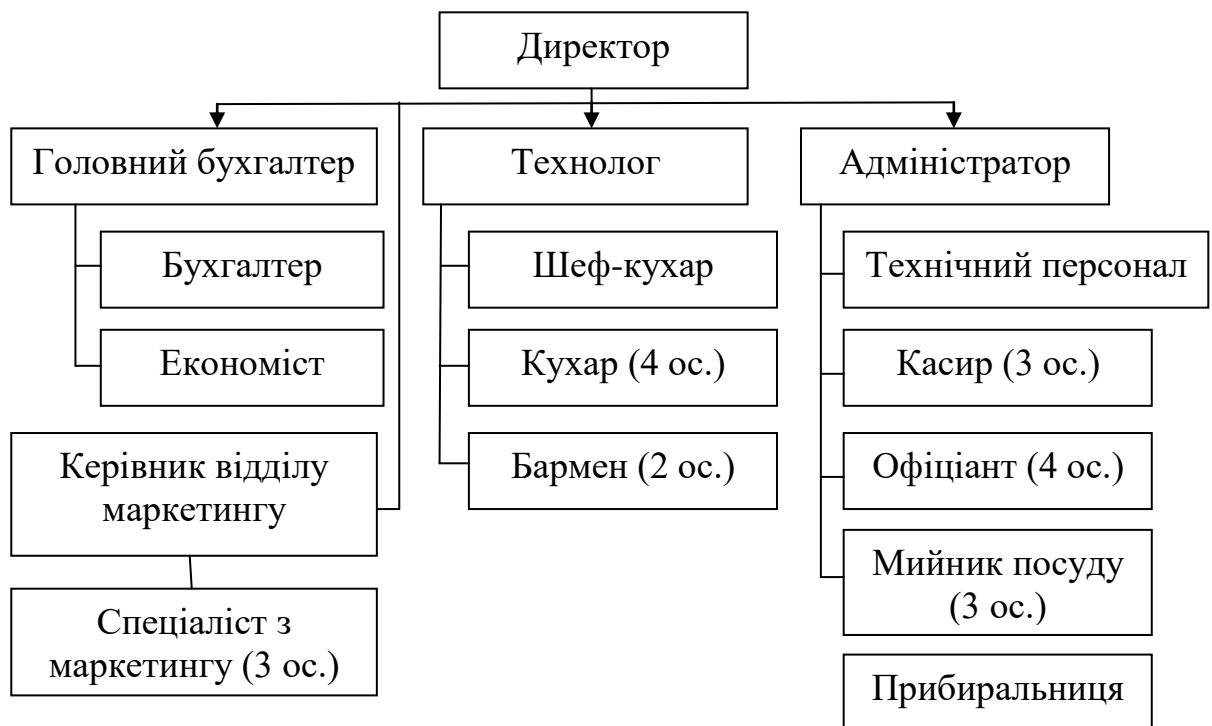 Директор
Головний бухгалтер
Технолог
Адміністратор
Бухгалтер
Шеф-кухар
Технічний персонал
Економіст
Кухар (4 ос.)
Касир (3 ос.)
Керівник відділу
маркетингу
Бармен (2 ос.)
Офіціант (4 ос.)
Мийник посуду
(3 ос.)
Спеціаліст з
маркетингу (3 ос.)
Прибиральниця